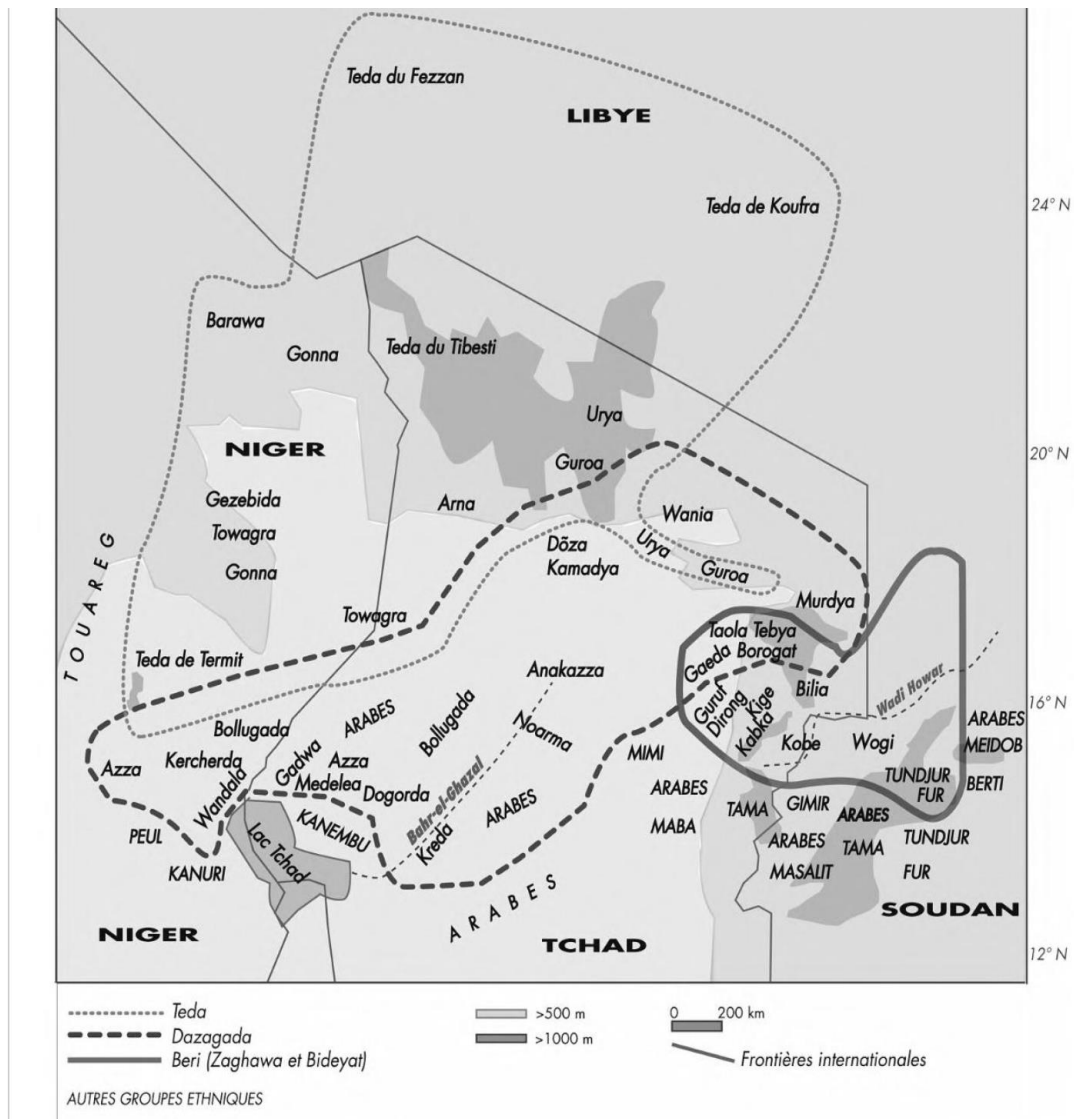 Teda du Fezzan
LIBYE
Teda de Koufra
24° N
Barawa
Gonna
Teda du Tibesti
Urya
NIGER
20° N
Guroa
Gezebida
Arna
Wania
Towagra
Urya
Dõza
Kamadya
Gonna
Guroa
TOUAREG
Towagra
Murdya
Taola Tebya
Teda de Termit
Gaeda
Borogat
Anakazza
Bilia
Gurut
Dirong
Kige
Kabka
Wadi Howar
16° N
Bollugada
ARABES
Bollugada
Noarma
ARABES
Kobe
Wogi
MEIDOB
Kercherda
Gadwa
Azza
MIMI
Azza
Medelea
Dogorda
TUNDJUR
FUR
BERTI
Wandala
Bahr-el-Ghazal
ARABES
ARABES
TAMA
GIMIR
ARABES
KANEMBU
PEUL
Lac Tchad
Kreda
MABA
ARABES
TAMA
TUNDJUR
KANURI
MASALIT
FUR
ARABES
SOUDAN
NIGER
TCHAD
12° N
Teda
Dazagada
Beri (Zaghawa et Bideyat)
>500 m
>1000 m
0 200 km
Frontières internationales
AUTRES GROUPES ETHNIQUES